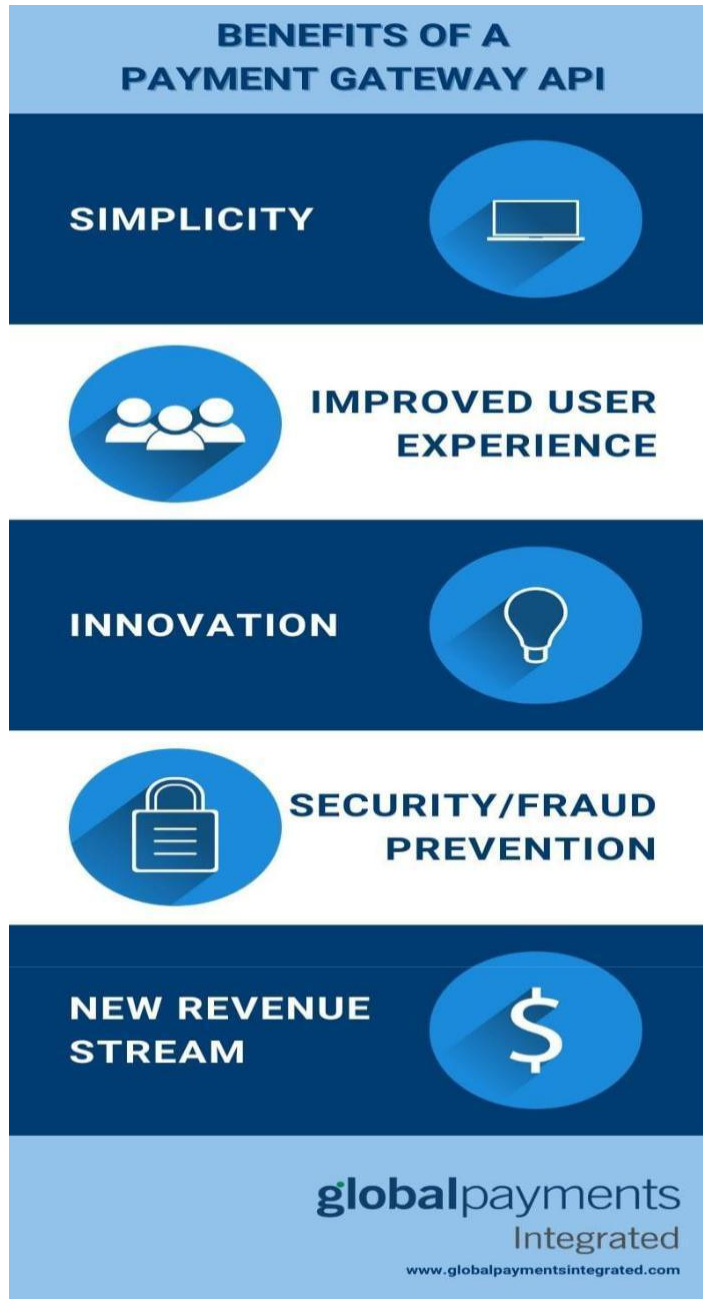 BENEFITS OF A
PAYMENT GATEWAY API
SIMPLICITY
IMPROVED USER
EXPERIENCE
INNOVATION
SECURITY/FRAUD
PREVENTION
NEW REVENUE
STREAM
$
globalpayments
Integrated
www.globalpaymentsintegrated.com